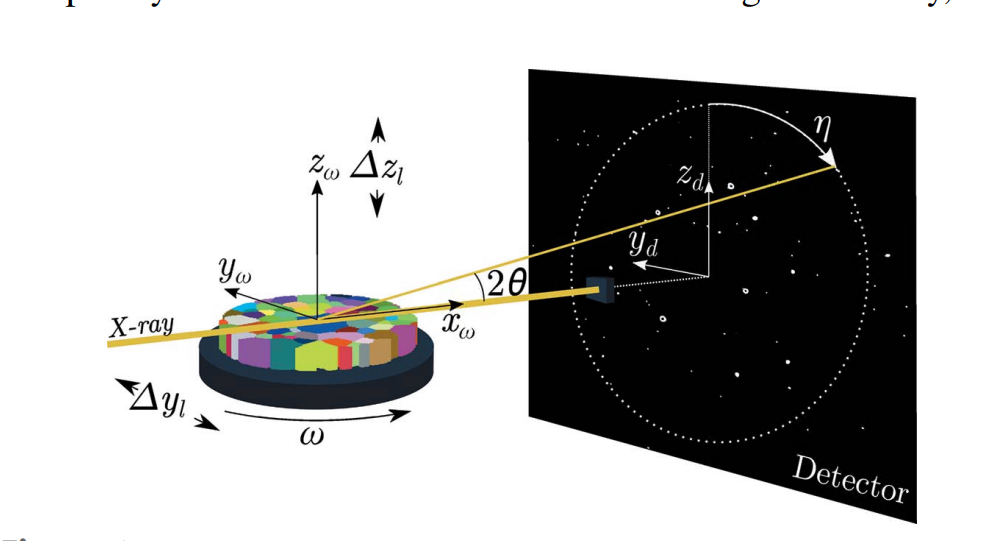 z_ω Δz_l
η
z_d
y_d
y_ω
2θ
x_ω
X-ray
Δy_l
ω
Detector